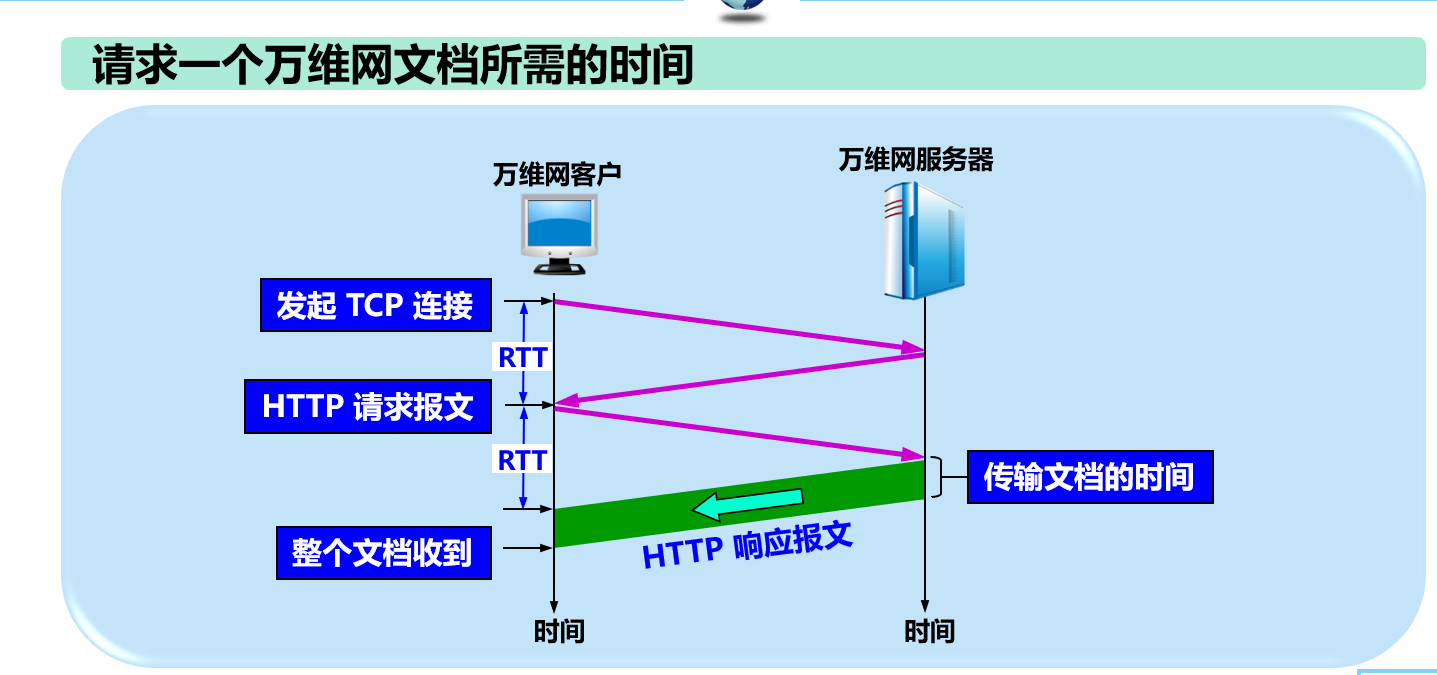 请求一个万维网文档所需的时间
万维网客户
万维网服务器
发起 TCP 连接
RTT
HTTP 请求报文
RTT
传输文档的时间
HTTP 响应报文
整个文档收到
时间
时间